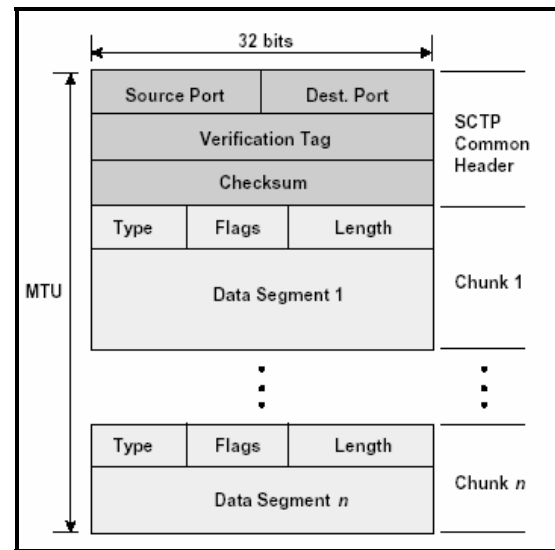 32 bits
Source Port Dest. Port
SCTP
Common
Header
Verification Tag
Checksum
Type Flags Length
MTU
Data Segment 1
Chunk 1
Type Flags Length
Data Segment n
Chunk n